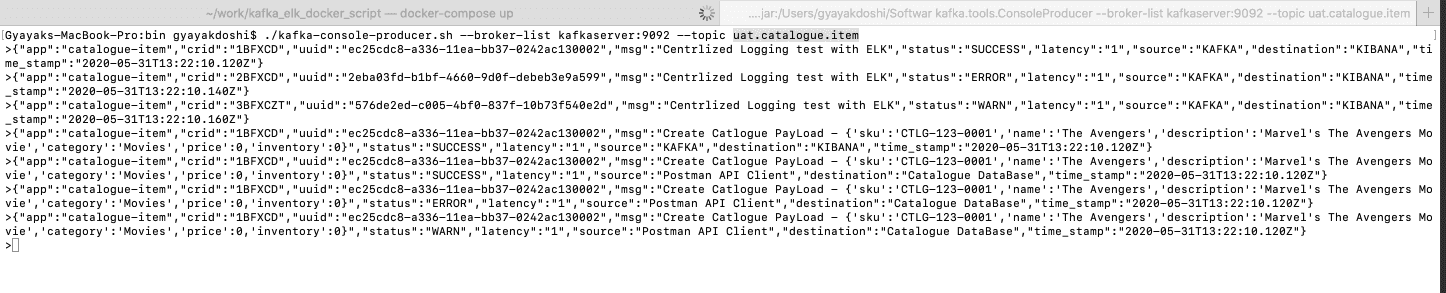 ~/work/kafka_elk_docker_script — docker-compose up
....jar:/Users/gyayakdoshi/Softwar kafka.tools.ConsoleProducer --broker-list kafkaserver:9092 --topic uat.catalogue.item
[Gyayaks-MacBook-Pro:bin gyayakdoshi$ ./kafka-console-producer.sh --broker-list kafkaserver:9092 --topic uat.catalogue.item ]
>{"app":"catalogue-item","crid":"1BFXCD","uuid":"ec25cdc8-a336-11ea-bb37-0242ac130002","msg":"Centrlized Logging test with ELK","status":"SUCCESS","latency":"1","source":"KAFKA","destination":"KIBANA","ti
me_stamp":"2020-05-31T13:22:10.120Z"}
>{"app":"catalogue-item","crid":"2BFXCD","uuid":"2eba03fd-b1bf-4660-9d0f-debeb3e9a599","msg":"Centrlized Logging test with ELK","status":"ERROR","latency":"1","source":"KAFKA","destination":"KIBANA","time
_stamp":"2020-05-31T13:22:10.140Z"}
>{"app":"catalogue-item","crid":"3BFXCZT","uuid":"576de2ed-c005-4bf0-837f-10b73f540e2d","msg":"Centrlized Logging test with ELK","status":"WARN","latency":"1","source":"KAFKA","destination":"KIBANA","time
_stamp":"2020-05-31T13:22:10.160Z"}
>{"app":"catalogue-item","crid":"1BFXCD","uuid":"ec25cdc8-a336-11ea-bb37-0242ac130002","msg":"Create Catlogue PayLoad – {'sku':'CTLG-123-0001','name':'The Avengers','description':'Marvel's The Avengers Mo
vie','category':'Movies','price':0,'inventory':0}","status":"SUCCESS","latency":"1","source":"KAFKA","destination":"KIBANA","time_stamp":"2020-05-31T13:22:10.120Z"}
>{"app":"catalogue-item","crid":"1BFXCD","uuid":"ec25cdc8-a336-11ea-bb37-0242ac130002","msg":"Create Catlogue PayLoad – {'sku':'CTLG-123-0001','name':'The Avengers','description':'Marvel's The Avengers Mo
vie','category':'Movies','price':0,'inventory':0}","status":"SUCCESS","latency":"1","source":"Postman API Client","destination":"Catalogue DataBase","time_stamp":"2020-05-31T13:22:10.120Z"}
>{"app":"catalogue-item","crid":"1BFXCD","uuid":"ec25cdc8-a336-11ea-bb37-0242ac130002","msg":"Create Catlogue PayLoad – {'sku':'CTLG-123-0001','name':'The Avengers','description':'Marvel's The Avengers Mo
vie','category':'Movies','price':0,'inventory':0}","status":"ERROR","latency":"1","source":"Postman API Client","destination":"Catalogue DataBase","time_stamp":"2020-05-31T13:22:10.120Z"}
>{"app":"catalogue-item","crid":"1BFXCD","uuid":"ec25cdc8-a336-11ea-bb37-0242ac130002","msg":"Create Catlogue PayLoad – {'sku':'CTLG-123-0001','name':'The Avengers','description':'Marvel's The Avengers Mo
vie','category':'Movies','price':0,'inventory':0}","status":"WARN","latency":"1","source":"Postman API Client","destination":"Catalogue DataBase","time_stamp":"2020-05-31T13:22:10.120Z"}
>